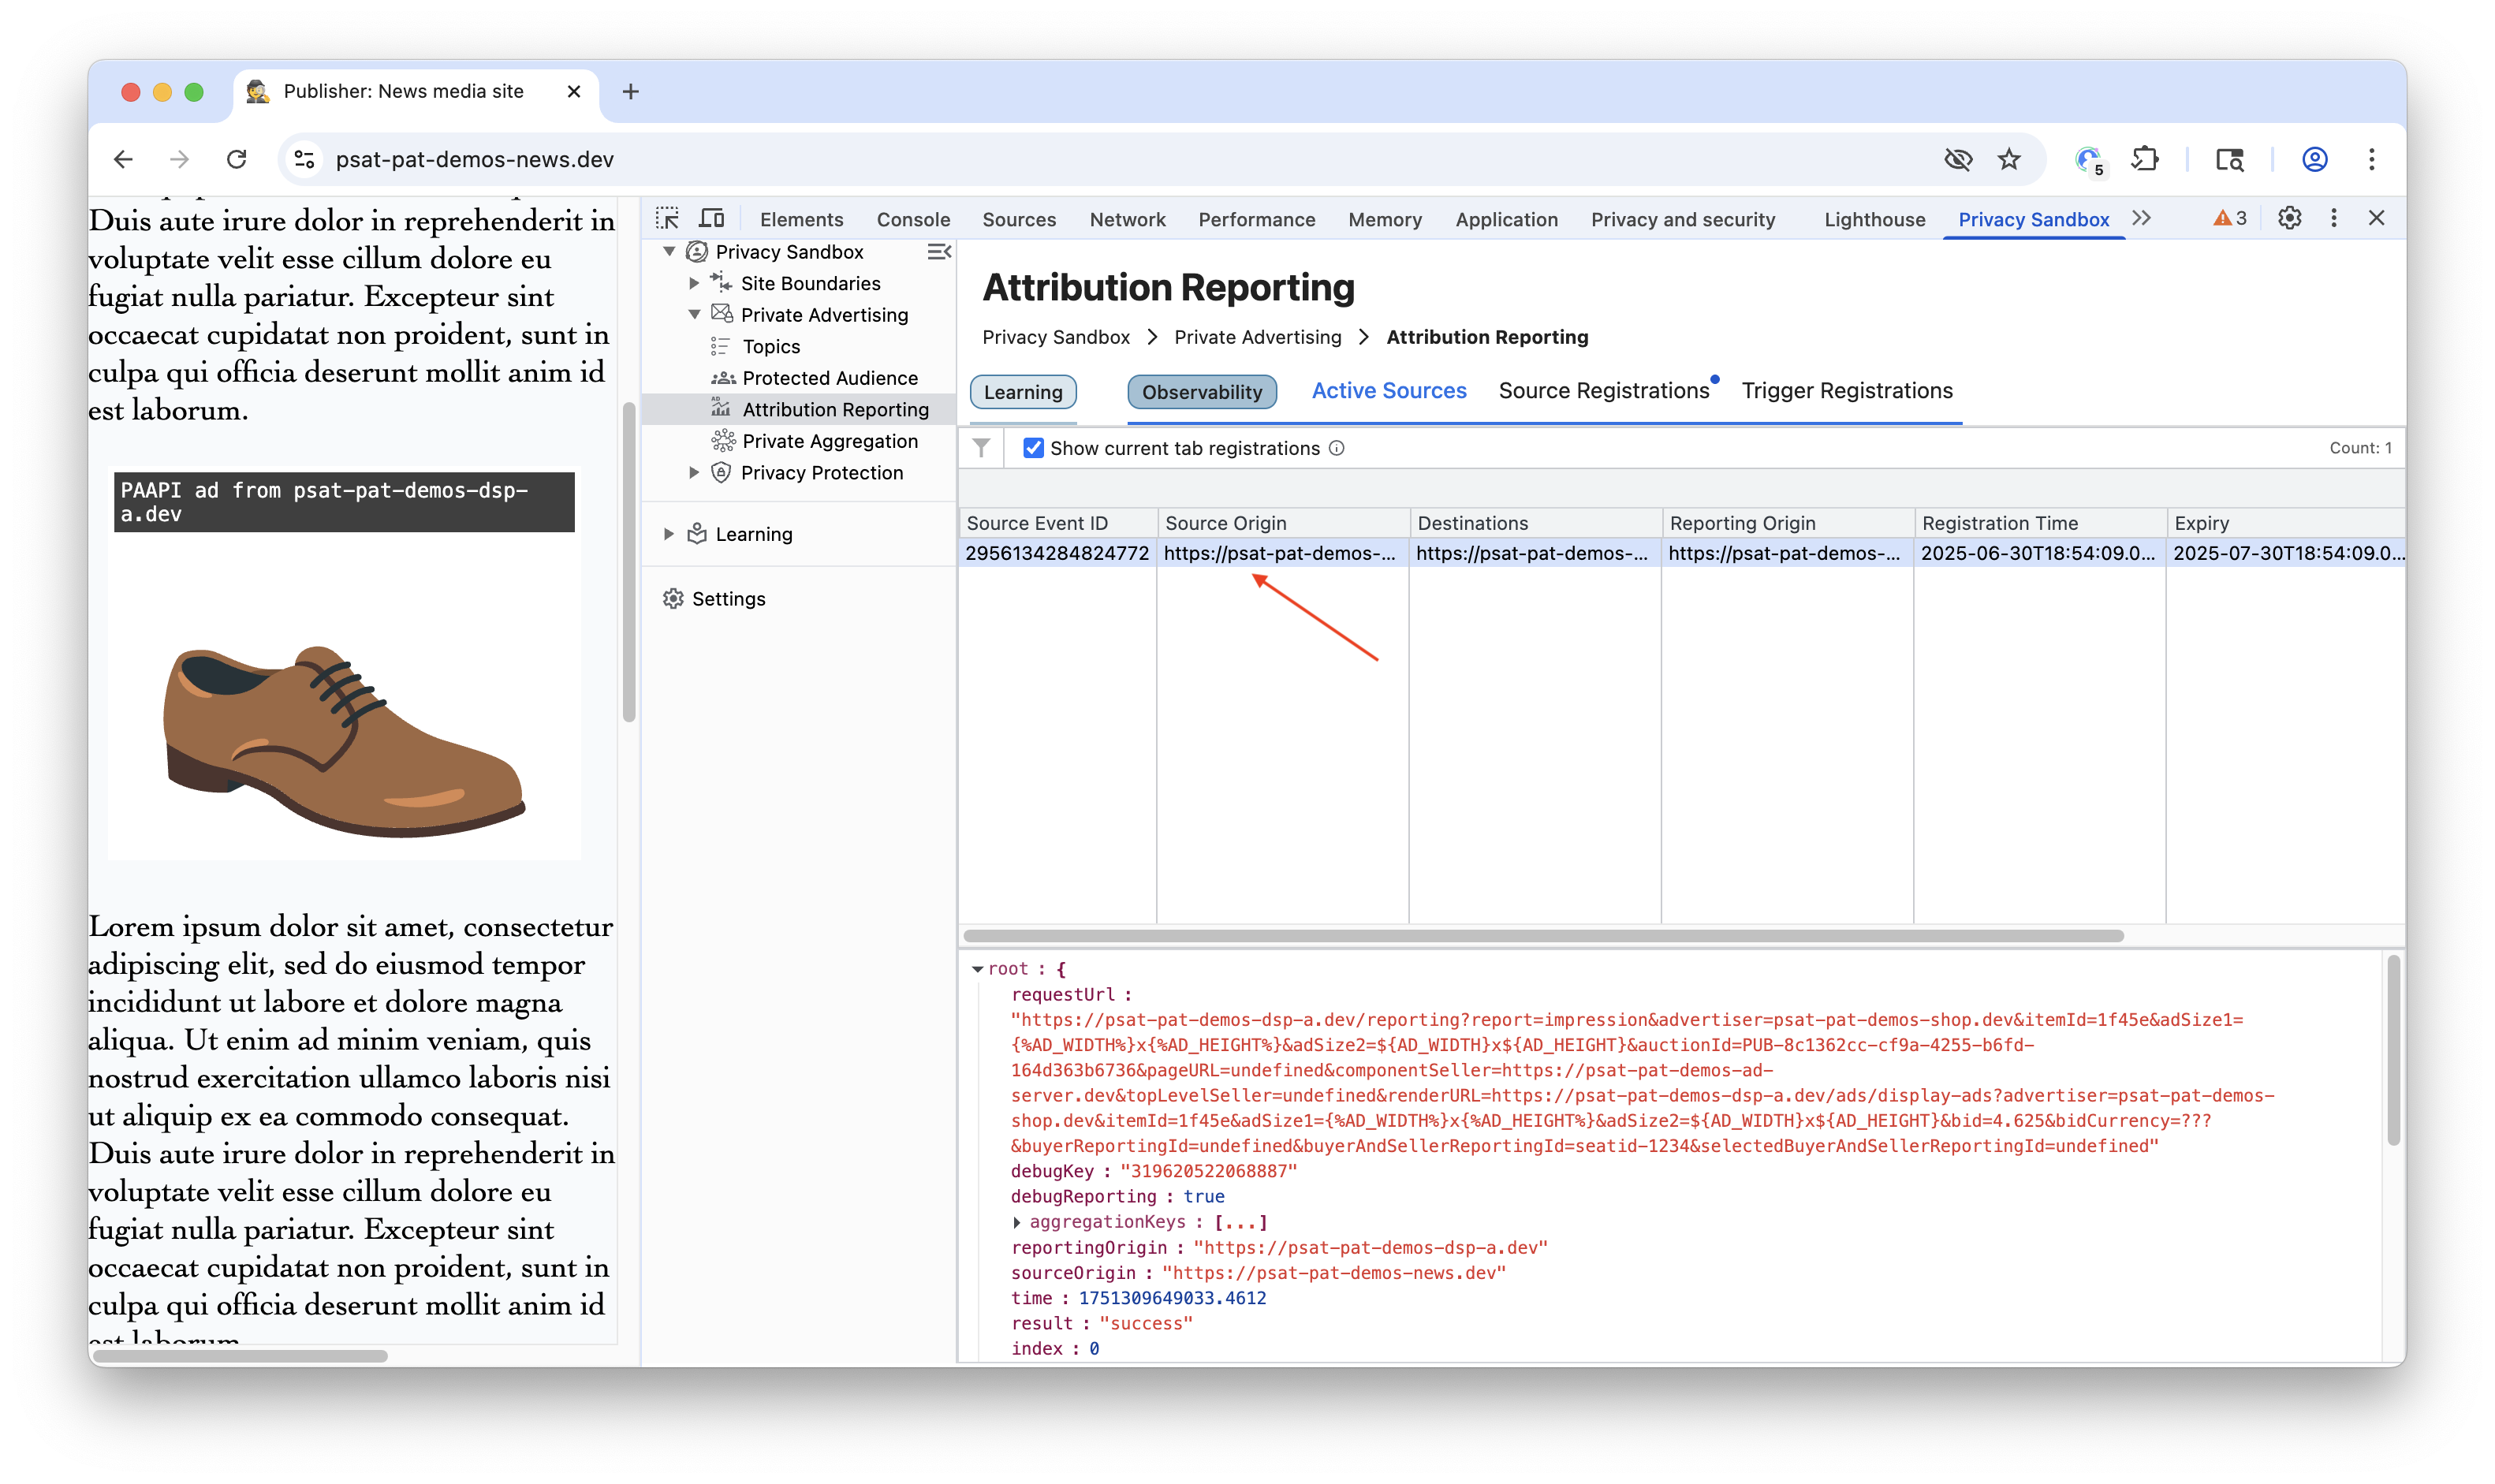 Publisher: News media site
psat-pat-demos-news.dev
5
Duis aute irure dolor in reprehenderit in
voluptate velit esse cillum dolore eu
fugiat nulla pariatur. Excepteur sint
occaecat cupidatat non proident, sunt in
culpa qui officia deserunt mollit anim id
est laborum.
PAAPI ad from psat-pat-demos-dsp-
a.dev
Lorem ipsum dolor sit amet, consectetur
adipiscing elit, sed do eiusmod tempor
incididunt ut labore et dolore magna
aliqua. Ut enim ad minim veniam, quis
nostrud exercitation ullamco laboris nisi
ut aliquip ex ea commodo consequat.
Duis aute irure dolor in reprehenderit in
voluptate velit esse cillum dolore eu
fugiat nulla pariatur. Excepteur sint
occaecat cupidatat non proident, sunt in
culpa qui officia deserunt mollit anim id
est laborum.
Elements Console Sources Network Performance Memory Application Privacy and security Lighthouse Privacy Sandbox 3
Privacy Sandbox
Site Boundaries
Private Advertising
Topics
Protected Audience
Attribution Reporting
Private Aggregation
Privacy Protection
Learning
Settings
Attribution Reporting
Privacy Sandbox > Private Advertising > Attribution Reporting
Learning Observability Active Sources Source Registrations Trigger Registrations
Show current tab registrations Count: 1
Source Event ID Source Origin Destinations Reporting Origin Registration Time Expiry
2956134284824772 https://psat-pat-demos-... https://psat-pat-demos-... https://psat-pat-demos-... 2025-06-30T18:54:09.0... 2025-07-30T18:54:09.0...
root : {
requestUrl :
"https://psat-pat-demos-dsp-a.dev/reporting?report=impression&advertiser=psat-pat-demos-shop.dev&itemId=1f45e&adSize1=
{%AD_WIDTH%}x{%AD_HEIGHT%}&adSize2=${AD_WIDTH}x${AD_HEIGHT}&auctionId=PUB-8c1362cc-cf9a-4255-b6fd-
164d363b6736&pageURL=undefined&componentSeller=https://psat-pat-demos-ad-
server.dev&topLevelSeller=undefined&renderURL=https://psat-pat-demos-dsp-a.dev/ads/display-ads?advertiser=psat-pat-demos-
shop.dev&itemId=1f45e&adSize1={%AD_WIDTH%}x{%AD_HEIGHT%}&adSize2=${AD_WIDTH}x${AD_HEIGHT}&bid=4.625&bidCurrency=???
&buyerReportingId=undefined&buyerAndSellerReportingId=seatid-1234&selectedBuyerAndSellerReportingId=undefined"
debugKey : "319620522068887"
debugReporting : true
aggregationKeys : [...]
reportingOrigin : "https://psat-pat-demos-dsp-a.dev"
sourceOrigin : "https://psat-pat-demos-news.dev"
time : 1751309649033.4612
result : "success"
index : 0